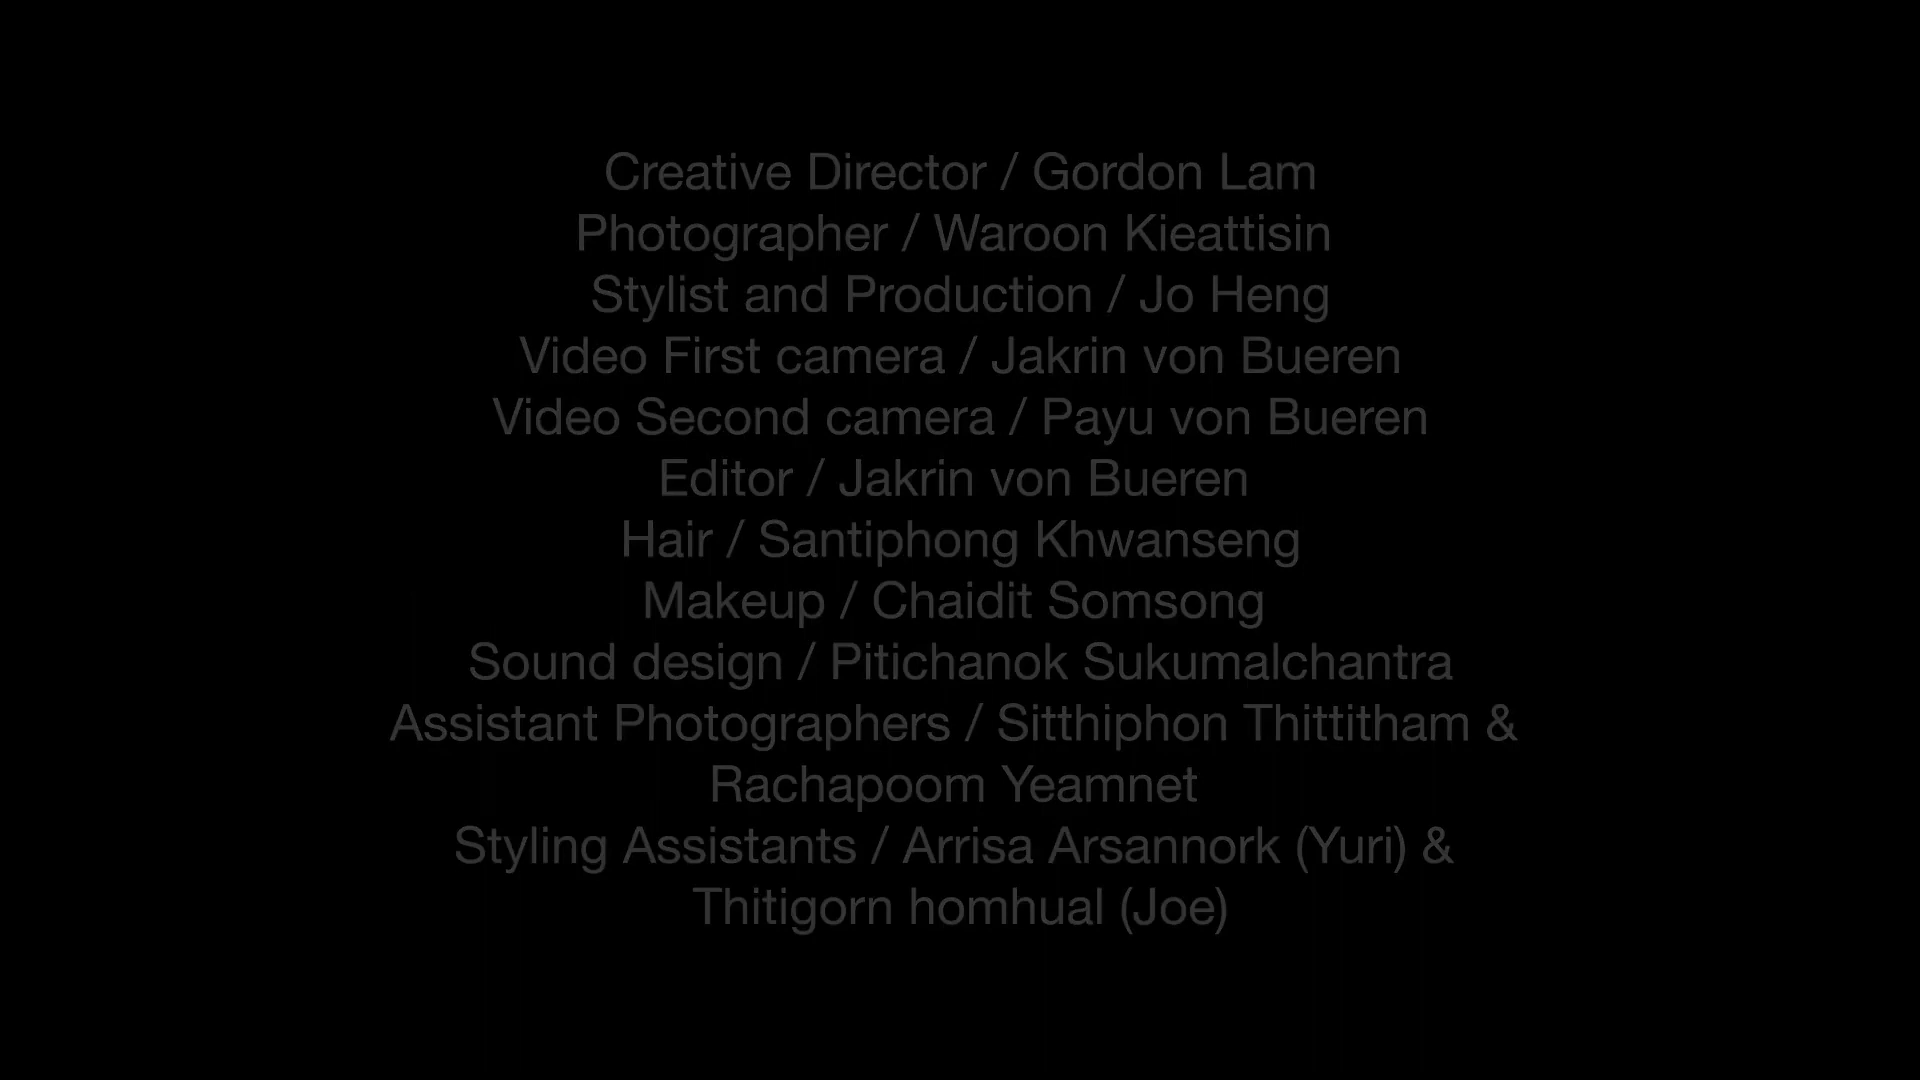 Creative Director / Gordon Lam
Photographer / Waroon Kieattisin
Stylist and Production / Jo Heng
Video First camera / Jakrin von Bueren
Video Second camera / Payu von Bueren
Editor / Jakrin von Bueren
Hair / Santiphong Khwanseng
Makeup / Chaidit Somsong
Sound design / Pitichanok Sukumalchantra
Assistant Photographers / Sitthiphon Thittitham &
Rachapoom Yeamnet
Styling Assistants / Arrisa Arsannork (Yuri) &
Thitigorn homhual (Joe)